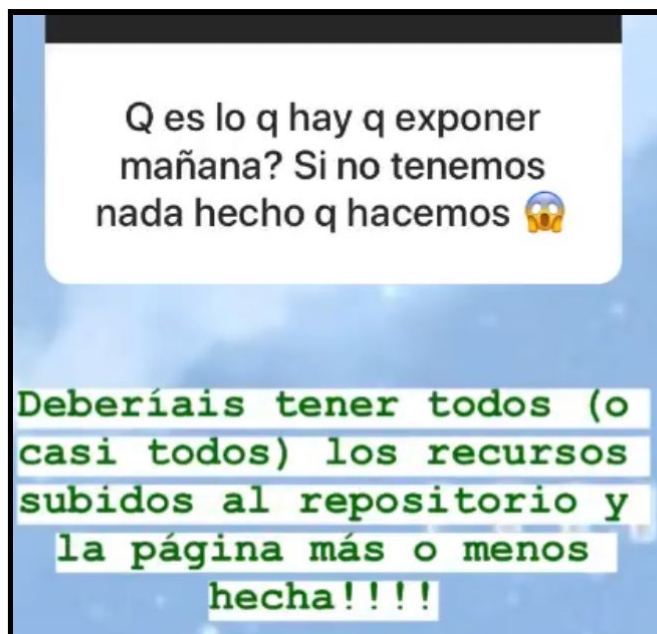 Q es lo q hay q exponer
mañana? Si no tenemos
nada hecho q hacemos 😱
Deberíais tener todos (o
casi todos) los recursos
subidos al repositorio y
la página más o menos
hecha!!!!